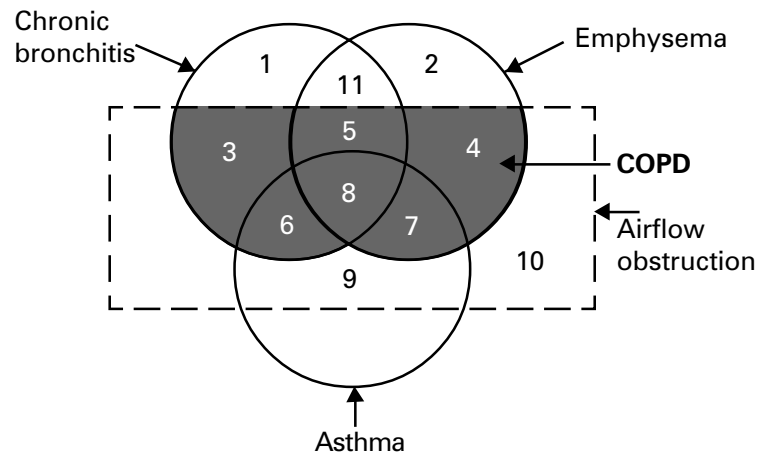 Chronic
bronchitis
Emphysema
1
2
11
5
3
4
COPD
8
6
7
Airflow
obstruction
10
9
Asthma